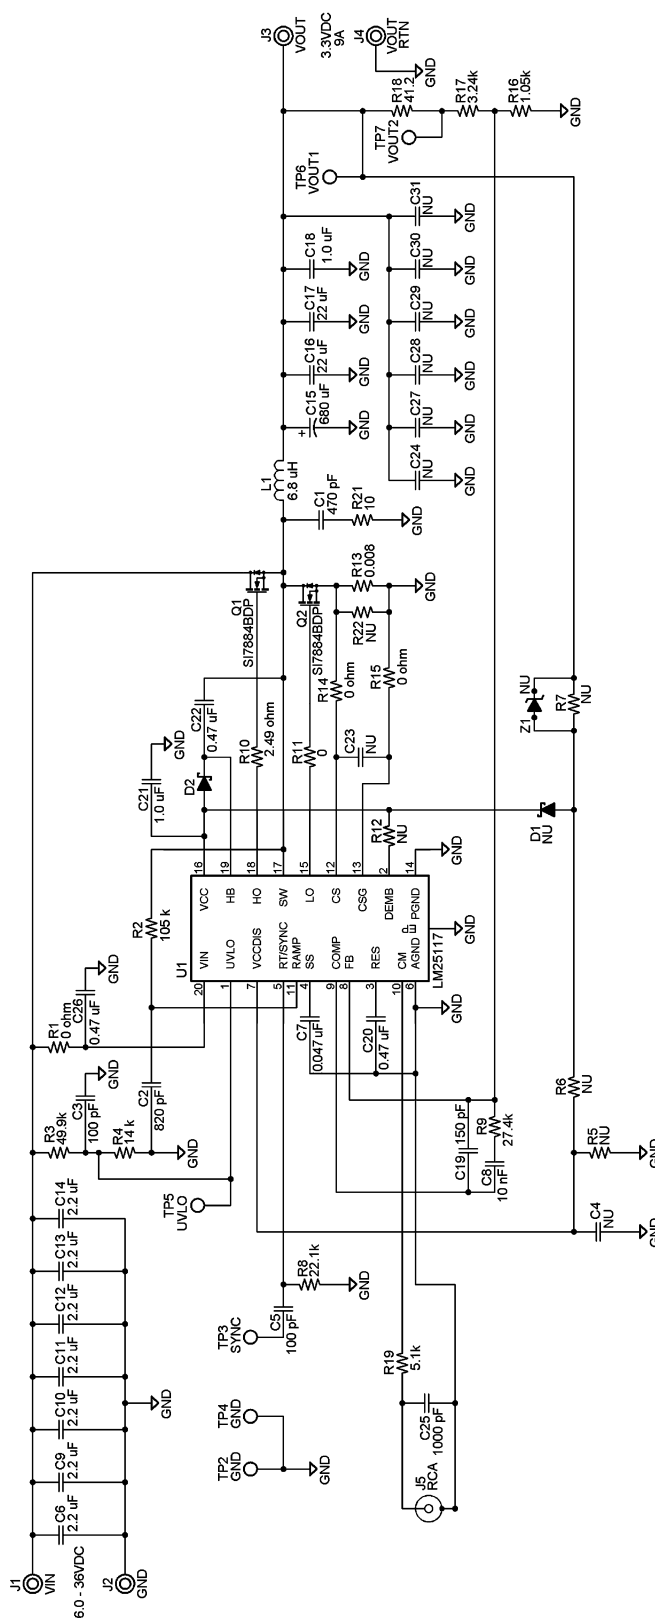 J1
VIN
6.0 - 36VDC
J2
GND
C6
2.2 uF
C9
2.2 uF
C10
2.2 uF
C11
2.2 uF
C12
2.2 uF
C13
2.2 uF
C14
2.2 uF
GND
R3
49.9k
C3
100 pF
GND
R4
14 k
GND
R1
0 ohm
C26
0.47 uF
GND
C2
820 pF
R2
105 k
TP5
UVLO
TP2
GND
TP4
GND
GND
TP3
SYNC
C5
100 pF
R8
22.1k
GND
J5
RCA
C25
1000 pF
R19
5.1k
C7
0.047 uF
C20
0.47 uF
GND
C19
150 pF
C8
10 nF
R9
27.4k
C4
NU
GND
R5
NU
GND
R6
NU
U1
LM25117
20
VIN
1
UVLO
7
VCCDIS
5
RT/SYNC
11
RAMP
4
SS
9
COMP
8
FB
3
RES
10
CM
6
AGND
EP
GND
VCC
16
HB
19
HO
18
SW
17
LO
15
CS
12
CSG
13
DEMB
2
PGND
14
GND
C21
1.0 uF
GND
D2
C22
0.47 uF
R10
2.49 ohm
R11
0
C23
NU
R12
NU
D1
NU
Q1
SI7884BDP
Q2
SI7884BDP
R14
0 ohm
R15
0 ohm
R22
NU
R13
0.008
GND
Z1
NU
R7
NU
C1
470 pF
R21
10
GND
L1
6.8 uH
C15
680 uF
+
GND
C16
22 uF
GND
C17
22 uF
GND
C18
1.0 uF
GND
C24
NU
GND
C27
NU
GND
C28
NU
GND
C29
NU
GND
C30
NU
GND
C31
NU
GND
TP6
VOUT1
TP7
VOUT2
R18
41.2
R17
3.24k
R16
1.05k
GND
J3
VOUT
3.3VDC
9A
J4
VOUT
RTN
GND